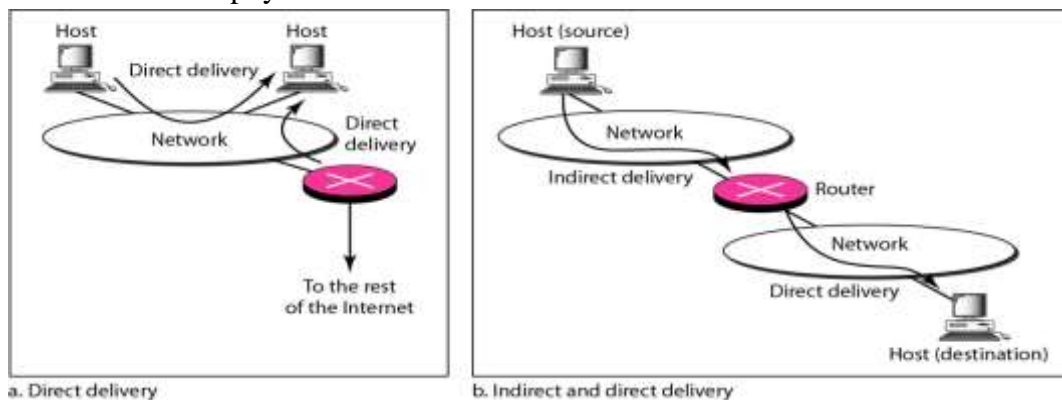 Host
Host
Direct delivery
Network
Direct
delivery
To the rest
of the Internet
a. Direct delivery
Host (source)
Network
Indirect delivery
Router
Network
Direct delivery
Host (destination)
b. Indirect and direct delivery